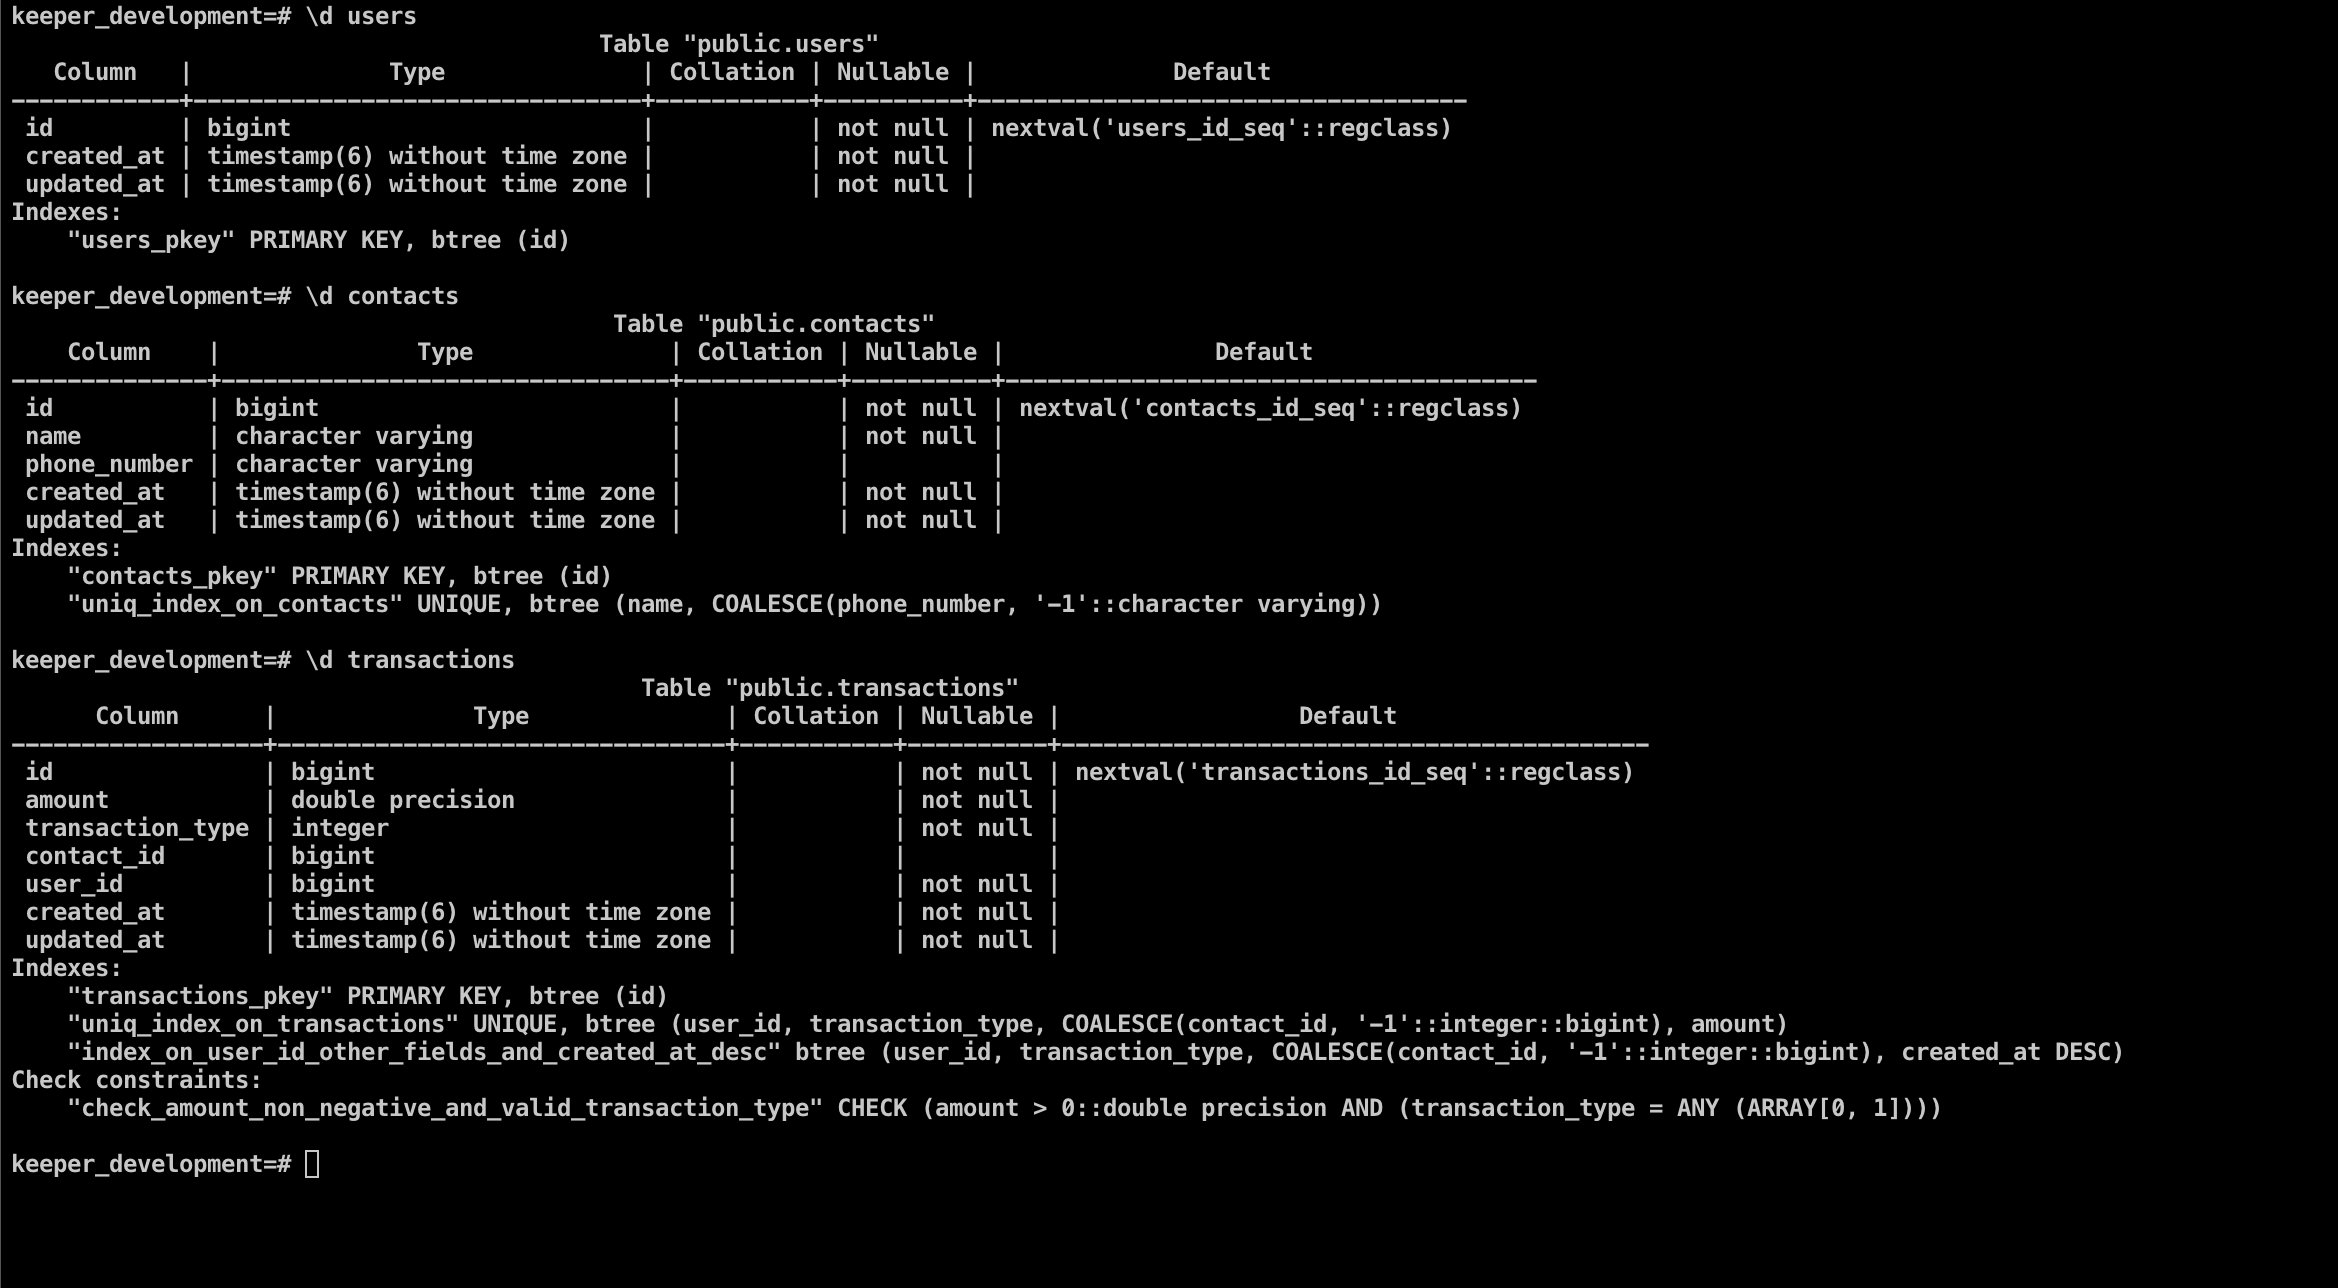 keeper_development=# \d users
                                          Table "public.users"
   Column   |              Type              | Collation | Nullable |              Default
------------+--------------------------------+-----------+----------+-----------------------------------
 id         | bigint                         |           | not null | nextval('users_id_seq'::regclass)
 created_at | timestamp(6) without time zone |           | not null |
 updated_at | timestamp(6) without time zone |           | not null |
Indexes:
    "users_pkey" PRIMARY KEY, btree (id)

keeper_development=# \d contacts
                                           Table "public.contacts"
    Column    |              Type              | Collation | Nullable |               Default
--------------+--------------------------------+-----------+----------+--------------------------------------
 id           | bigint                         |           | not null | nextval('contacts_id_seq'::regclass)
 name         | character varying              |           | not null |
 phone_number | character varying              |           |          |
 created_at   | timestamp(6) without time zone |           | not null |
 updated_at   | timestamp(6) without time zone |           | not null |
Indexes:
    "contacts_pkey" PRIMARY KEY, btree (id)
    "uniq_index_on_contacts" UNIQUE, btree (name, COALESCE(phone_number, '-1'::character varying))

keeper_development=# \d transactions
                                             Table "public.transactions"
      Column      |              Type              | Collation | Nullable |                 Default
------------------+--------------------------------+-----------+----------+------------------------------------------
 id               | bigint                         |           | not null | nextval('transactions_id_seq'::regclass)
 amount           | double precision               |           | not null |
 transaction_type | integer                        |           | not null |
 contact_id       | bigint                         |           |          |
 user_id          | bigint                         |           | not null |
 created_at       | timestamp(6) without time zone |           | not null |
 updated_at       | timestamp(6) without time zone |           | not null |
Indexes:
    "transactions_pkey" PRIMARY KEY, btree (id)
    "uniq_index_on_transactions" UNIQUE, btree (user_id, transaction_type, COALESCE(contact_id, '-1'::integer::bigint), amount)
    "index_on_user_id_other_fields_and_created_at_desc" btree (user_id, transaction_type, COALESCE(contact_id, '-1'::integer::bigint), created_at DESC)
Check constraints:
    "check_amount_non_negative_and_valid_transaction_type" CHECK (amount > 0::double precision AND (transaction_type = ANY (ARRAY[0, 1])))

keeper_development=#